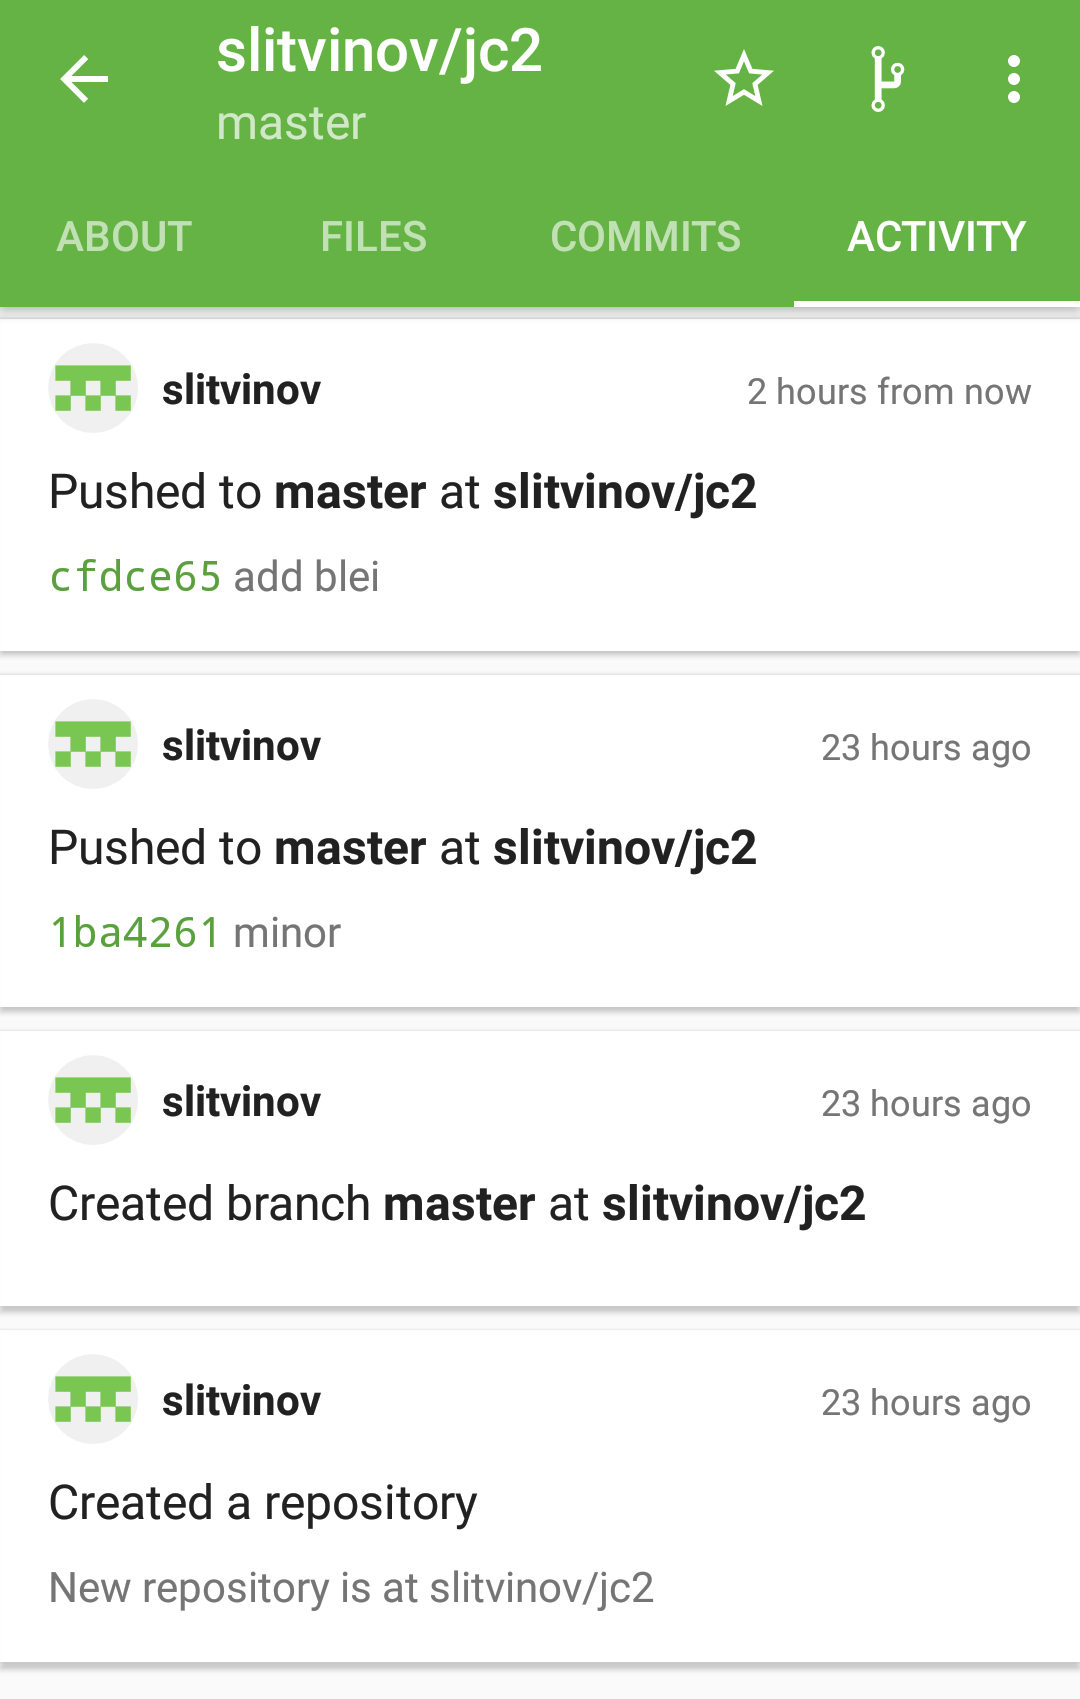 slitvinov/jc2
master
ABOUT FILES COMMITS ACTIVITY
slitvinov 2 hours from now
Pushed to master at slitvinov/jc2
cfdce65 add blei
slitvinov 23 hours ago
Pushed to master at slitvinov/jc2
1ba4261 minor
slitvinov 23 hours ago
Created branch master at slitvinov/jc2
slitvinov 23 hours ago
Created a repository
New repository is at slitvinov/jc2